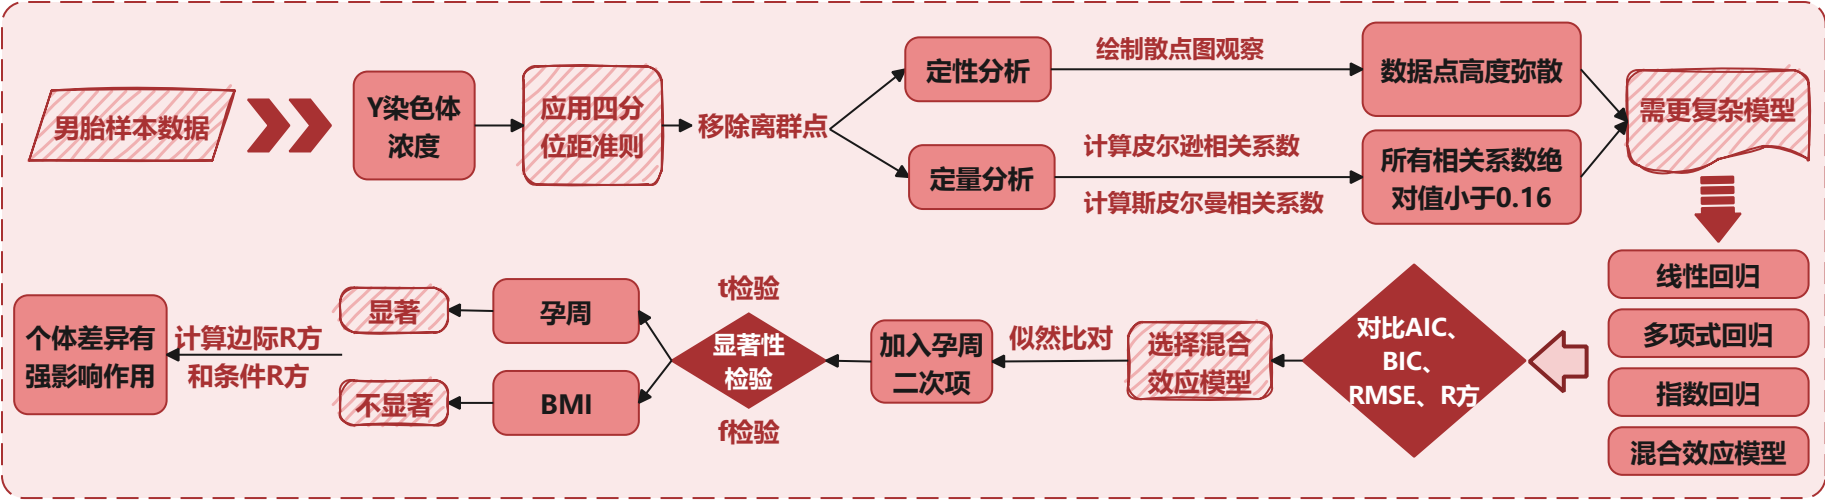 男胎样本数据
Y染色体
浓度
应用四分
位距准则
移除离群点
定性分析
绘制散点图观察
数据点高度弥散
定量分析
计算皮尔逊相关系数
计算斯皮尔曼相关系数
所有相关系数绝
对值小于0.16
需更复杂模型
线性回归
多项式回归
指数回归
混合效应模型
对比AIC、
BIC、
RMSE、R方
选择混合
效应模型
似然比对
加入孕周
二次项
t检验
显著性
检验
f检验
孕周
BMI
显著
不显著
计算边际R方
和条件R方
个体差异有
强影响作用